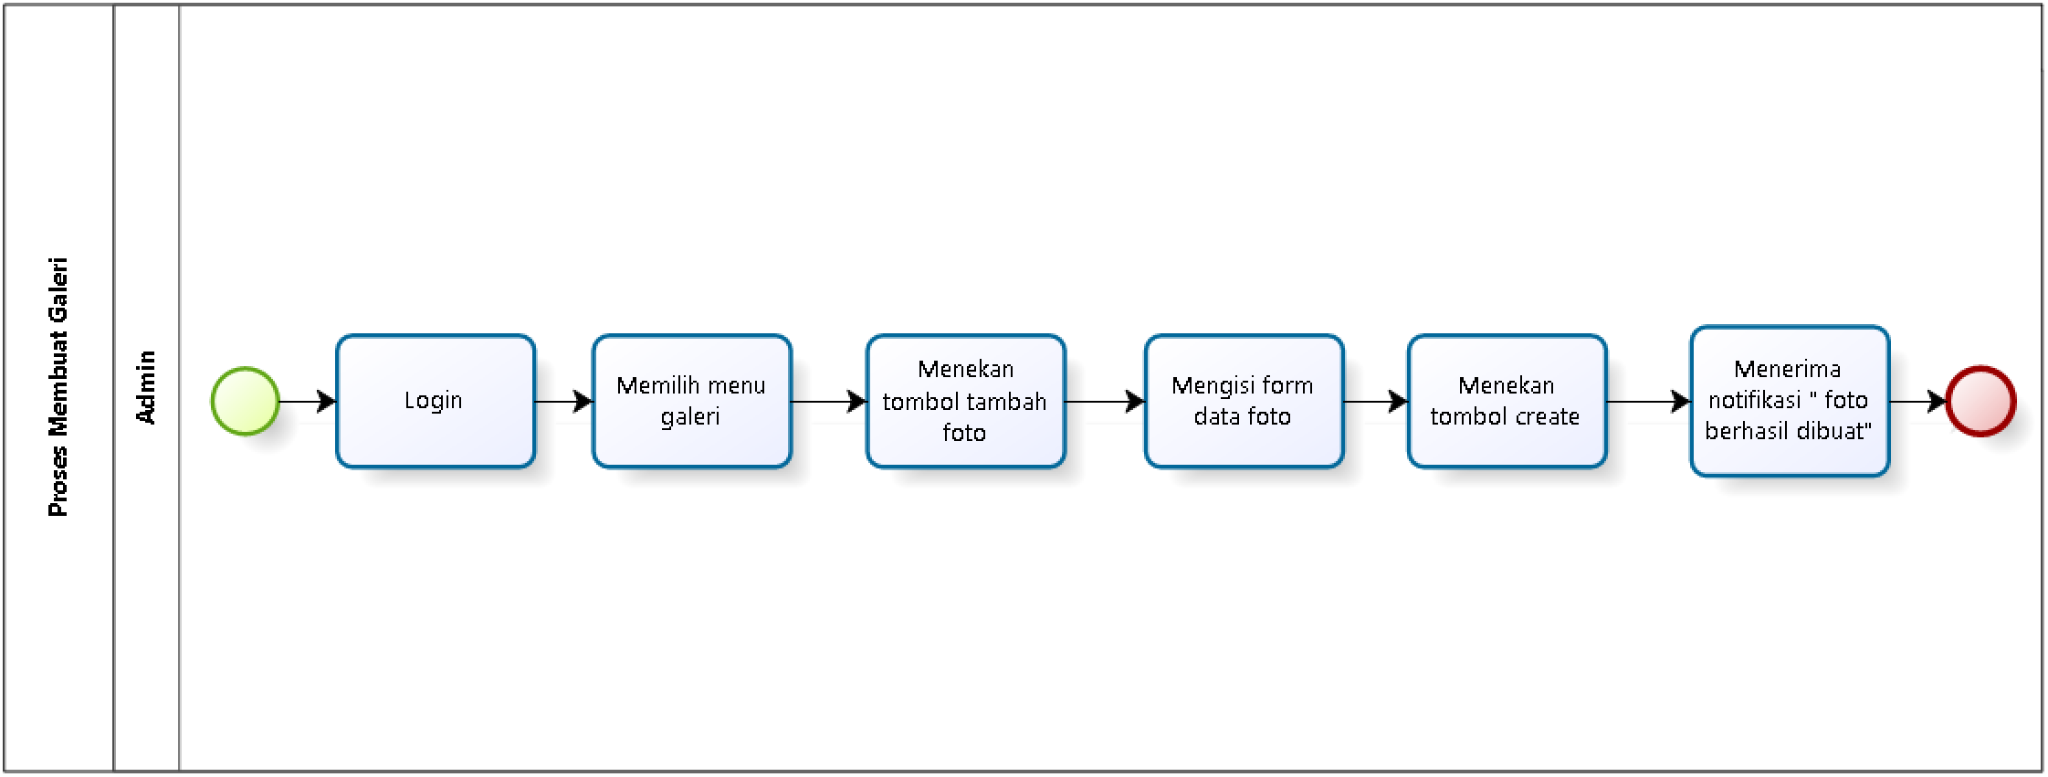 Proses Membuat Galeri
Admin
Login
Memilih menu
galeri
Menekan
tombol tambah
foto
Mengisi form
data foto
Menekan
tombol create
Menerima
notifikasi " foto
berhasil dibuat"